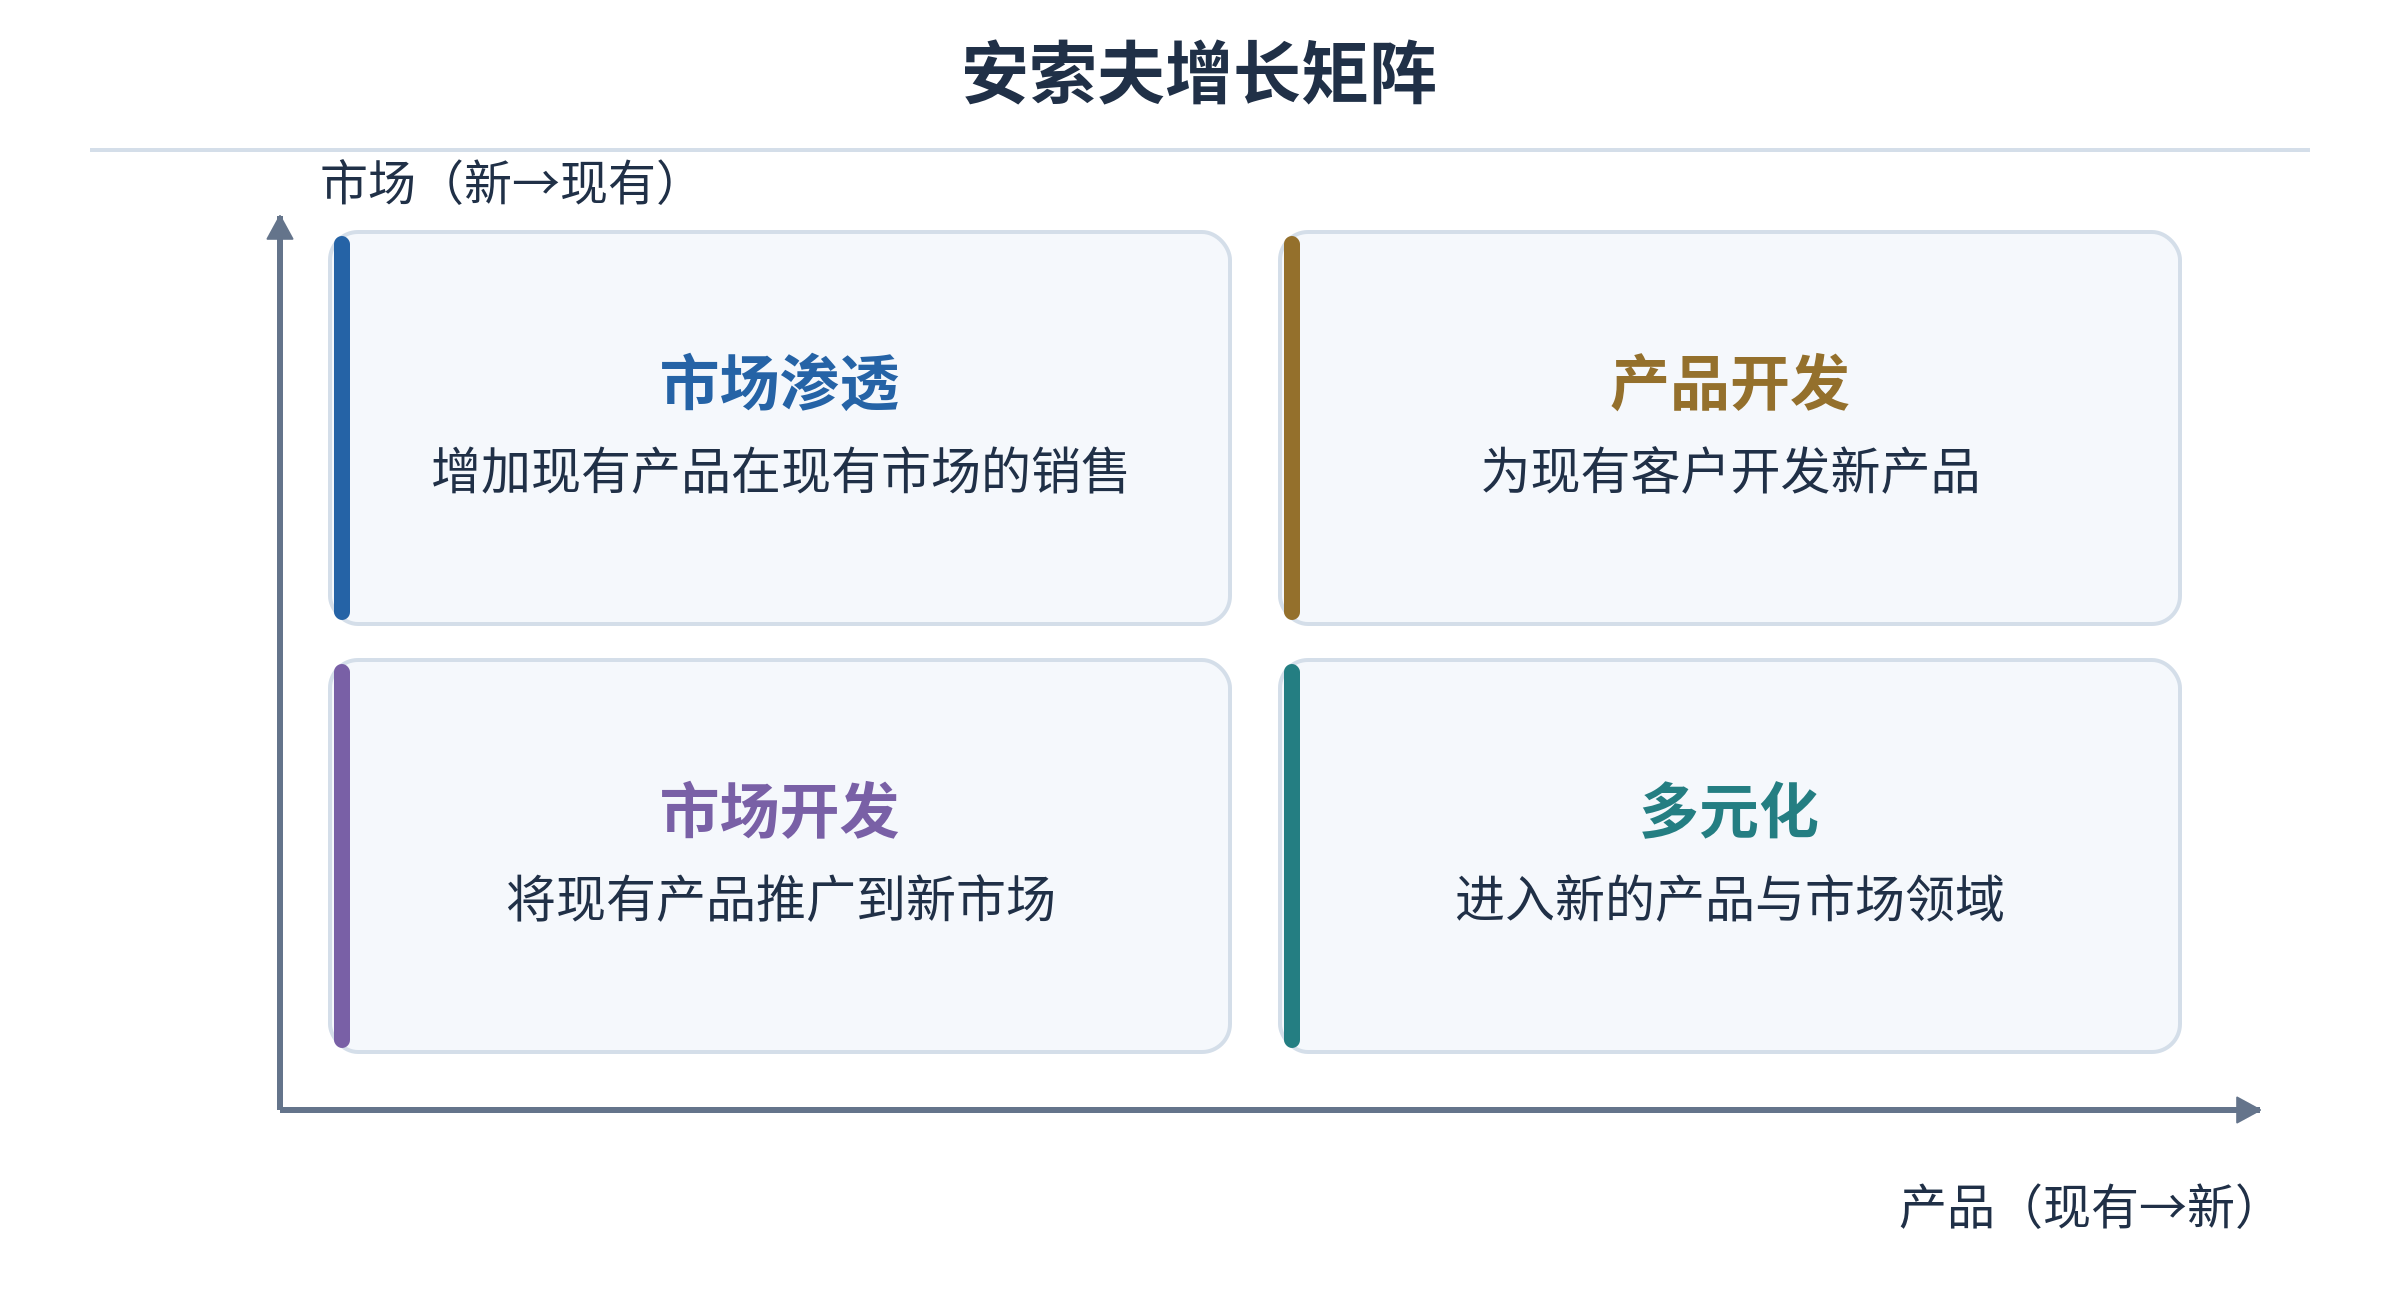 安索夫增长矩阵
市场（新→现有）
市场渗透
增加现有产品在现有市场的销售
产品开发
为现有客户开发新产品
市场开发
将现有产品推广到新市场
多元化
进入新的产品与市场领域
产品（现有→新）